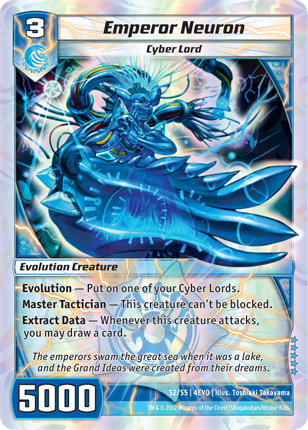 3
Emperor Neuron
Cyber Lord
Evolution Creature
Evolution — Put on one of your Cyber Lords.
Master Tactician — This creature can't be blocked.
Extract Data — Whenever this creature attacks,
you may draw a card.
The emperors swam the great sea when it was a lake,
and the Grand Ideas were created from their dreams.
5000
S2/S5 | 4EVO | Illus. Toshiaki Takayama
TM & © 2012 Wizards of the Coast/Shogakukan/Mitsui-Kids.